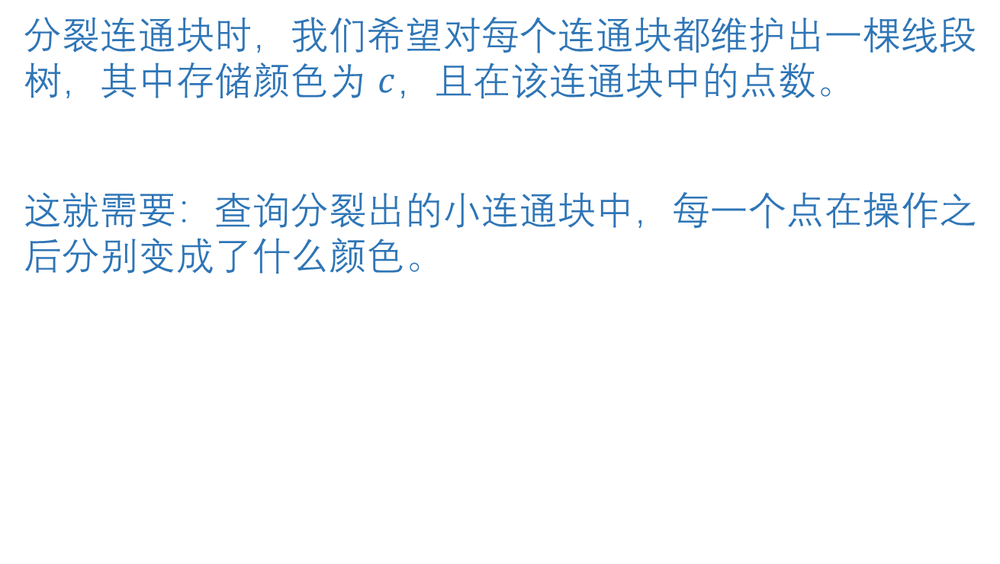 分裂连通块时，我们希望对每个连通块都维护出一棵线段
树，其中存储颜色为 c，且在该连通块中的点数。
这就需要：查询分裂出的小连通块中，每一个点在操作之
后分别变成了什么颜色。